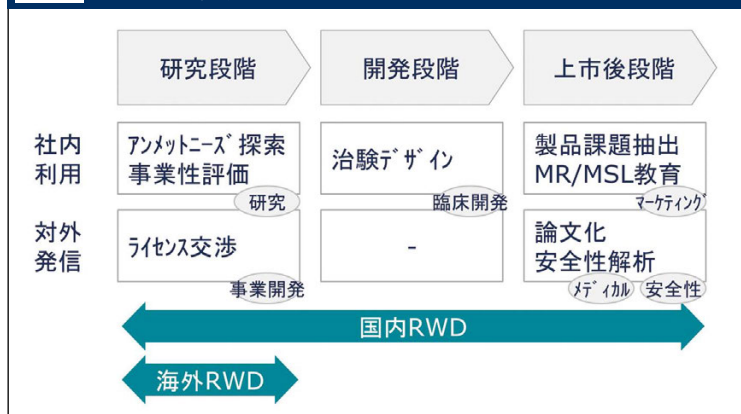 研究段階
開発段階
上市後段階
社内
利用
アンメットニーズ探索
事業性評価
研究
治験デザイン
臨床開発
製品課題抽出
MR/MSL教育
マーケティング
対外
発信
ライセンス交渉
事業開発
-
論文化
安全性解析
メディカル
安全性
国内RWD
海外RWD